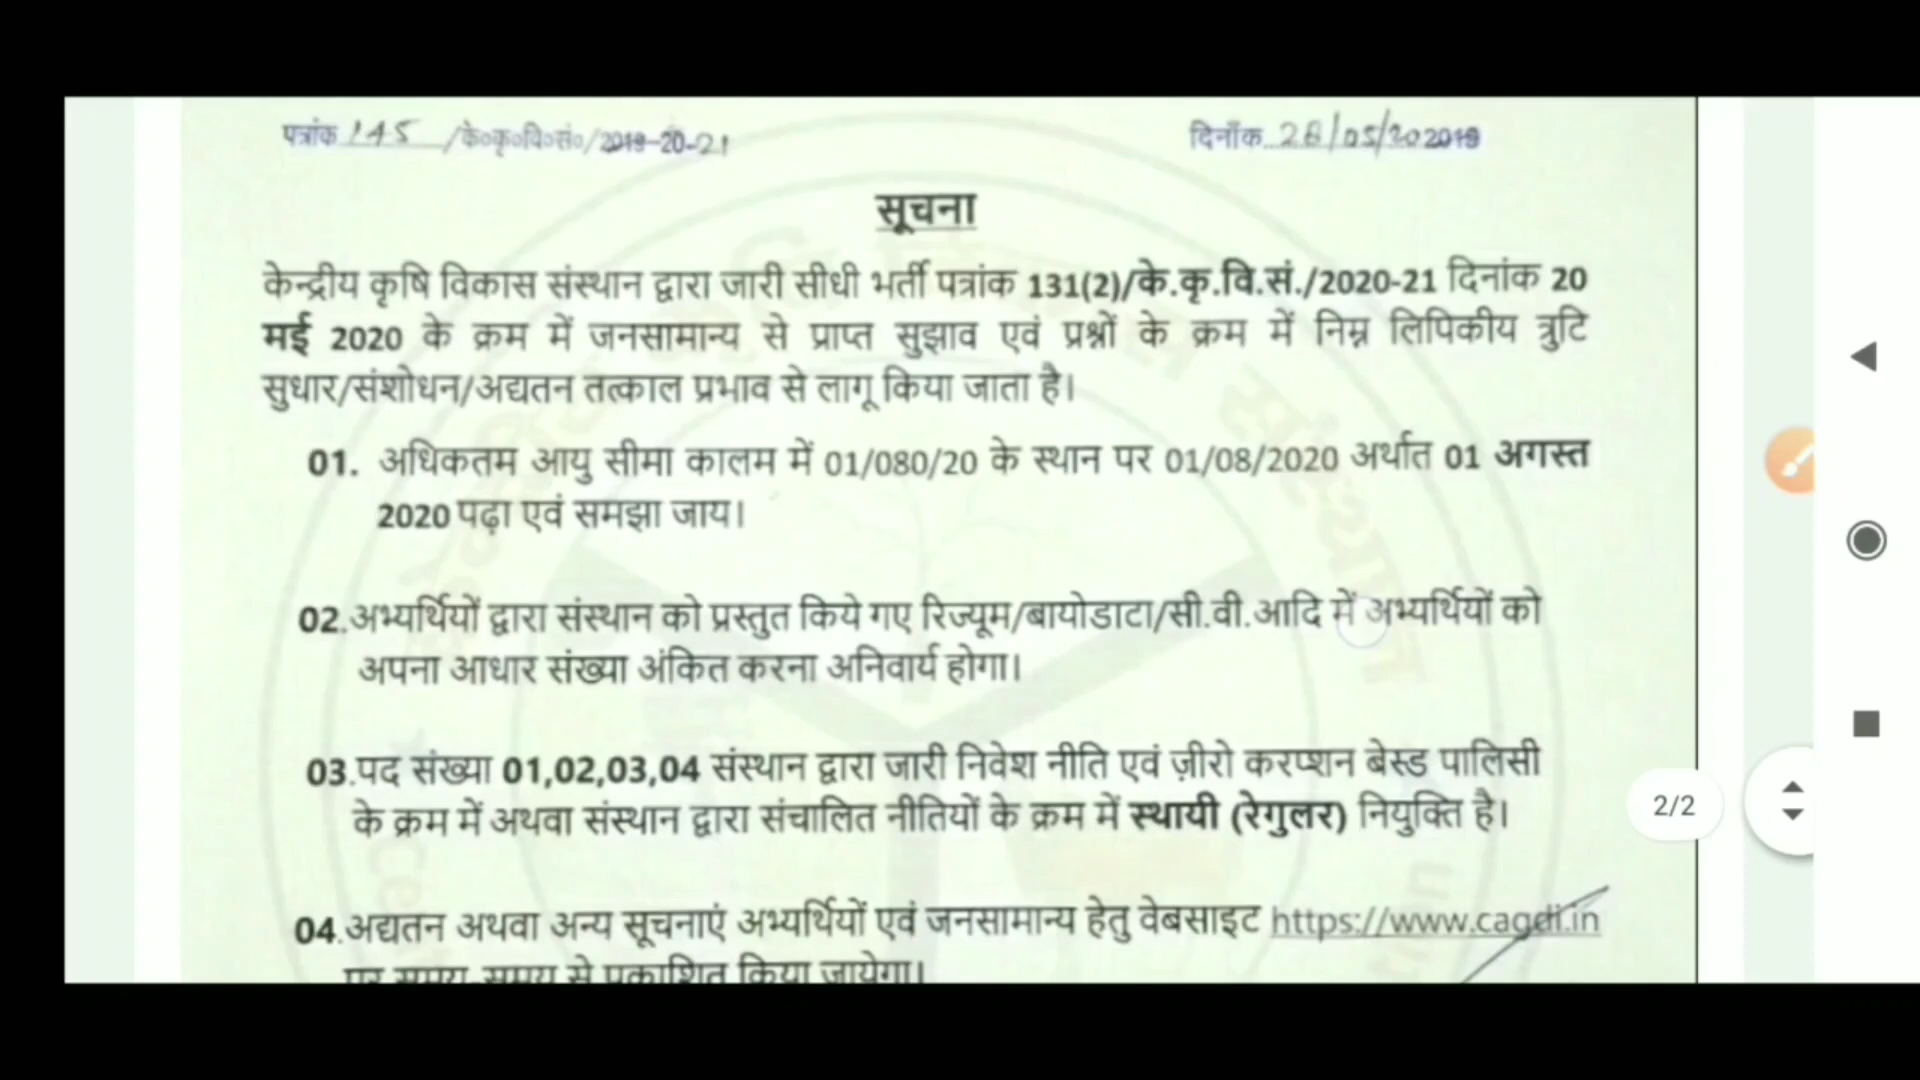 पत्रांक 145 /के०कृ०वि०सं०/2019-20-21
दिनाँक 28/05/20 2019
सूचना
केन्द्रीय कृषि विकास संस्थान द्वारा जारी सीधी भर्ती पत्रांक 131(2)/के.कृ.वि.सं./2020-21 दिनांक 20
मई 2020 के क्रम में जनसामान्य से प्राप्त सुझाव एवं प्रश्नों के क्रम में निम्न लिपिकीय त्रुटि
सुधार/संशोधन/अद्यतन तत्काल प्रभाव से लागू किया जाता है।
01. अधिकतम आयु सीमा कालम में 01/080/20 के स्थान पर 01/08/2020 अर्थात 01 अगस्त
2020 पढ़ा एवं समझा जाय।
02.अभ्यर्थियों द्वारा संस्थान को प्रस्तुत किये गए रिज्यूम/बायोडाटा/सी.वी.आदि में अभ्यर्थियों को
अपना आधार संख्या अंकित करना अनिवार्य होगा।
03.पद संख्या 01,02,03,04 संस्थान द्वारा जारी निवेश नीति एवं ज़ीरो करप्शन बेस्ड पालिसी
के क्रम में अथवा संस्थान द्वारा संचालित नीतियों के क्रम में स्थायी (रेगुलर) नियुक्ति है।
2/2
04.अद्यतन अथवा अन्य सूचनाएं अभ्यर्थियों एवं जनसामान्य हेतु वेबसाइट https://www.cagdi.in
पर समय-समय से प्रकाशित किया जायेगा।